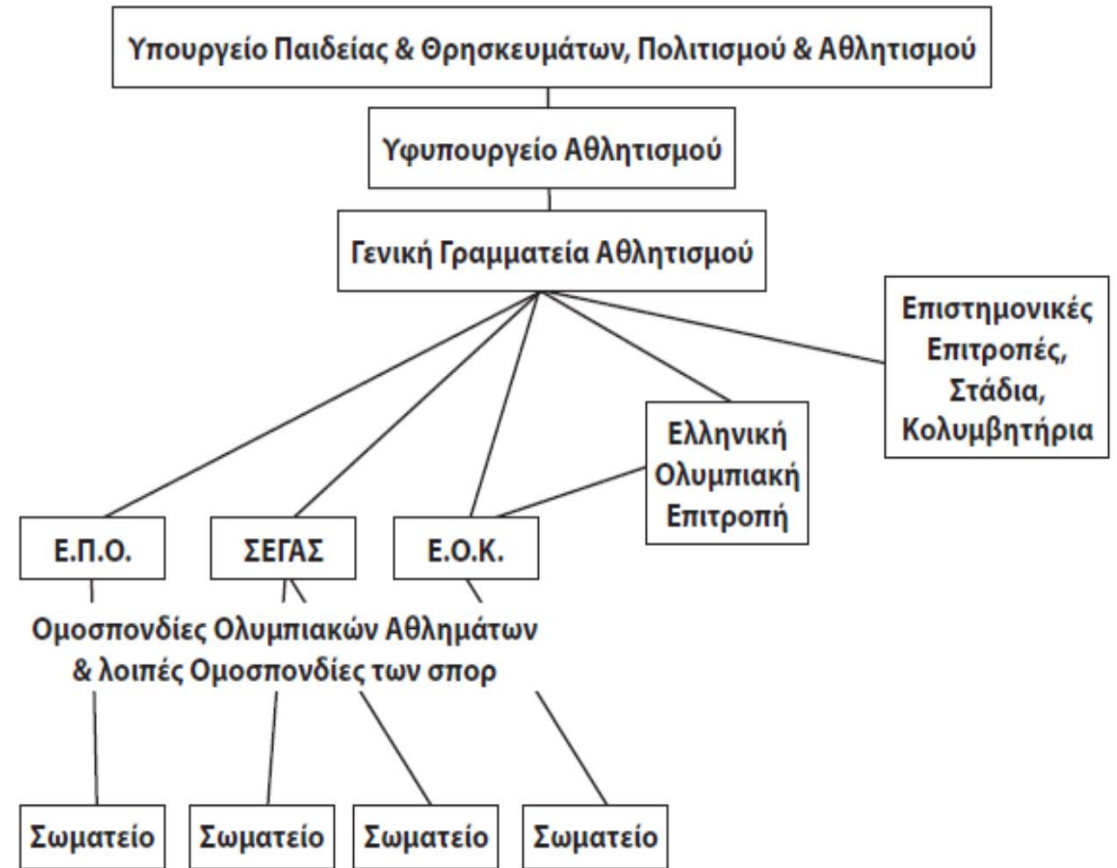 Υπουργείο Παιδείας & Θρησκευμάτων, Πολιτισμού & Αθλητισμού
Υφυπουργείο Αθλητισμού
Γενική Γραμματεία Αθλητισμού
Επιστημονικές
Επιτροπές,
Στάδια,
Κολυμβητήρια
Ελληνική
Ολυμπιακή
Επιτροπή
Ε.Π.Ο.
ΣΕΓΑΣ
Ε.Ο.Κ.
Ομοσπονδίες Ολυμπιακών Αθλημάτων
& λοιπές Ομοσπονδίες των σπορ
Σωματείο
Σωματείο
Σωματείο
Σωματείο